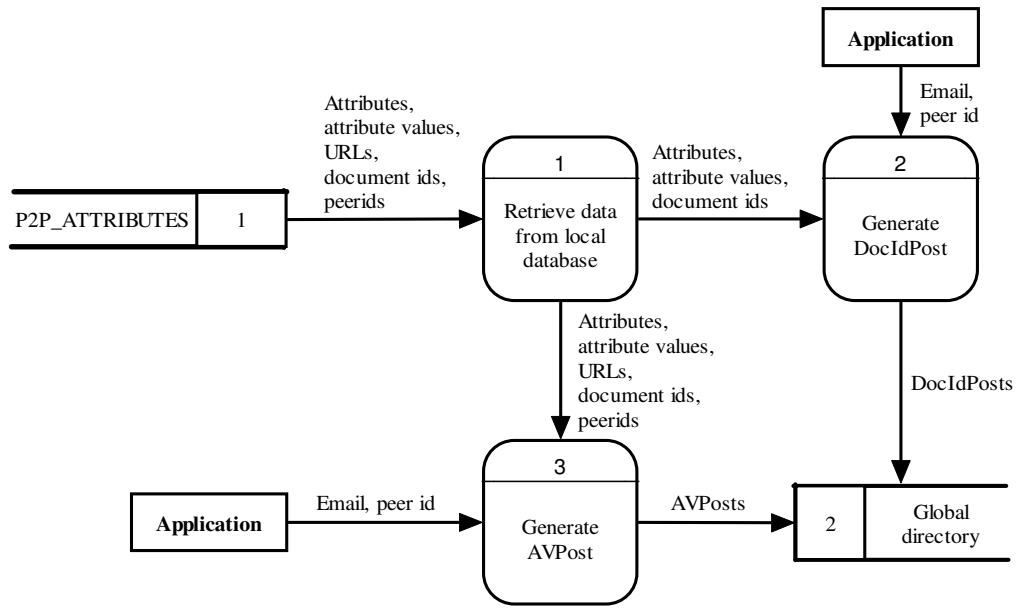 Application
Email,
peer id
Attributes,
attribute values,
URLs,
document ids,
peerids
P2P_ATTRIBUTES
1
1
Retrieve data
from local
database
Attributes,
attribute values,
document ids
2
Generate
DocIdPost
Attributes,
attribute values,
URLs,
document ids,
peerids
DocIdPosts
Application
Email, peer id
3
Generate
AVPost
AVPosts
2
Global
directory